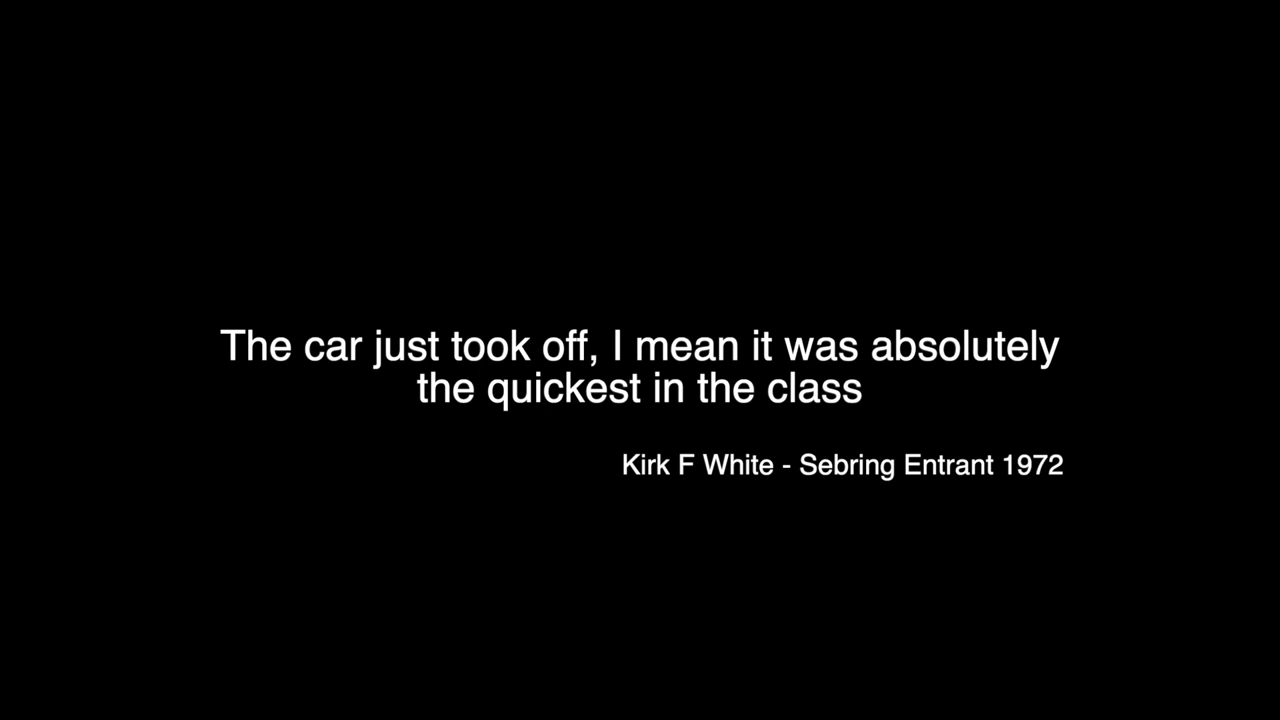 The car just took off, I mean it was absolutely
the quickest in the class
Kirk F White - Sebring Entrant 1972